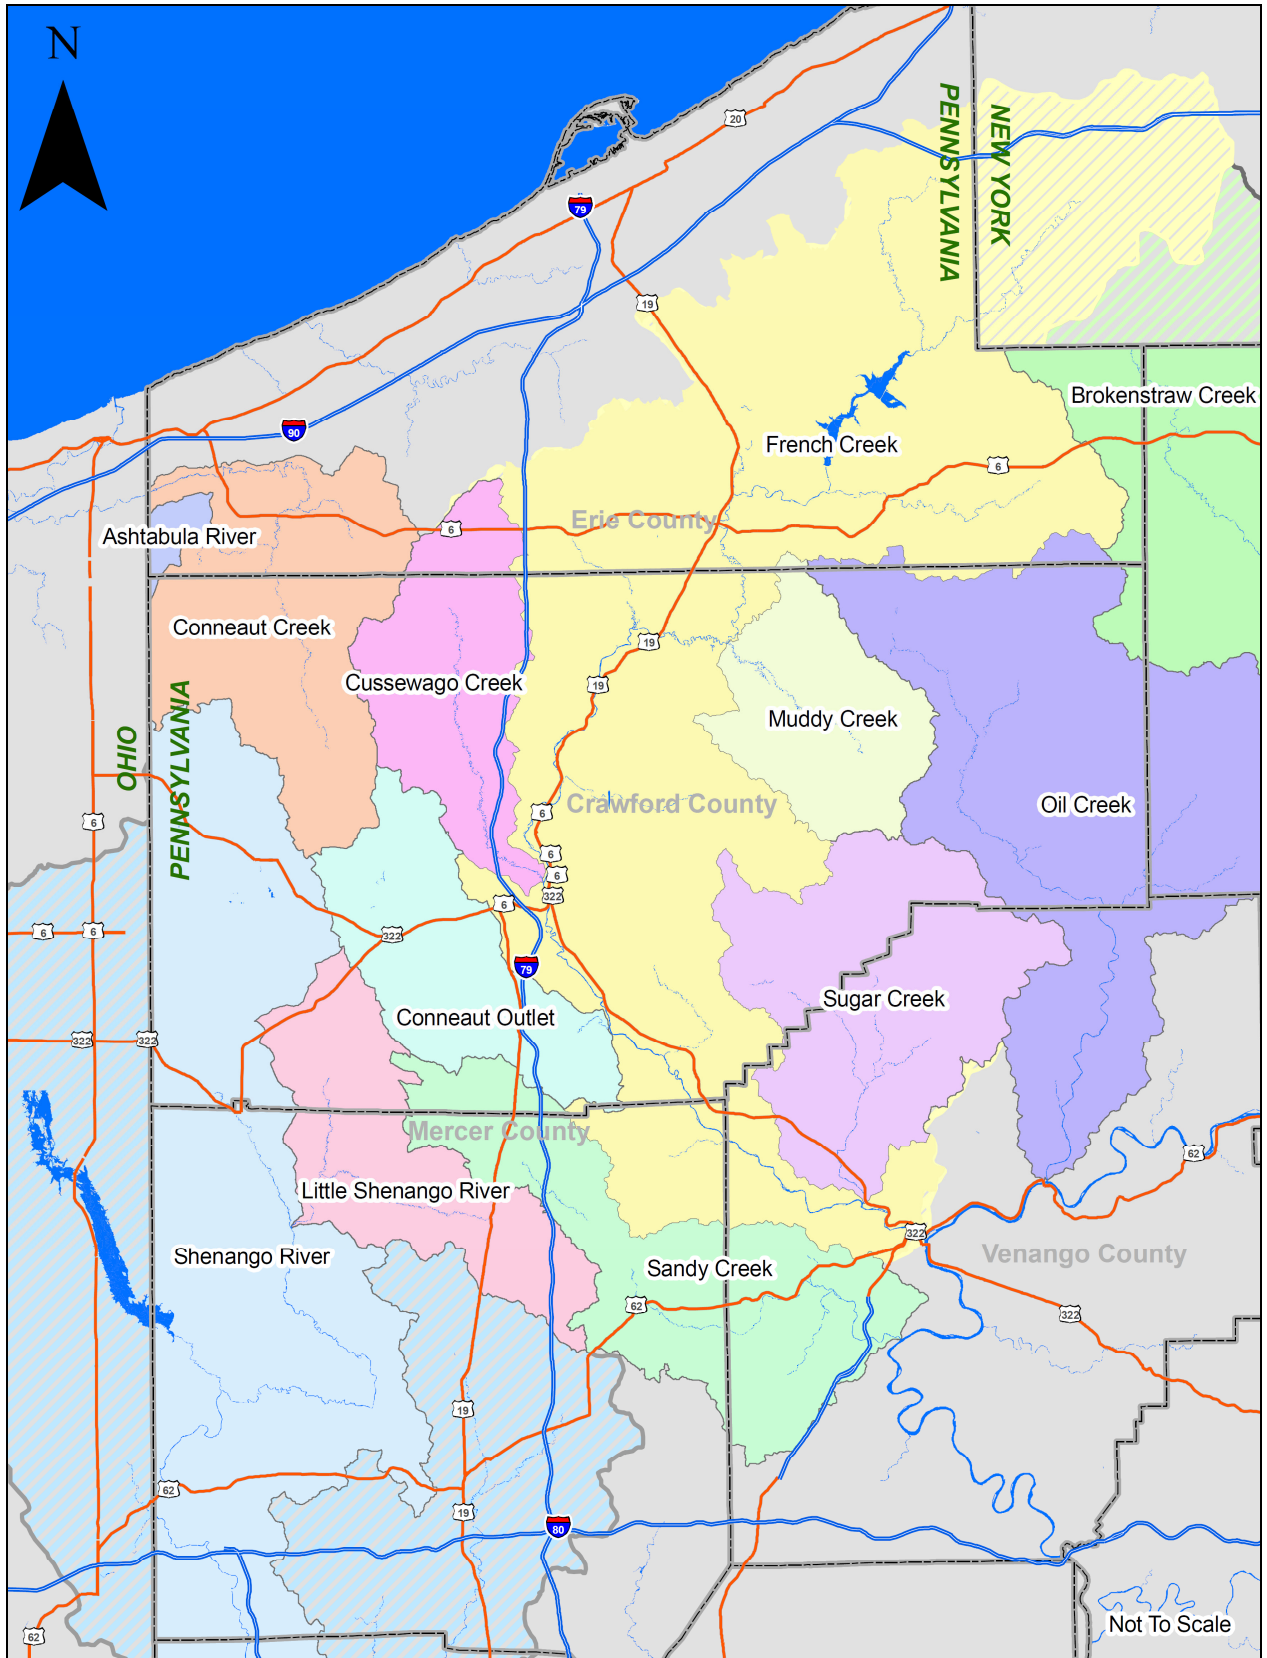 N
20
PENNSYLVANIA
NEW YORK
79
19
Brokenstraw Creek
90
French Creek
6
Erie County
6
Ashtabula River
Conneaut Creek
19
Cussewago Creek
19
Muddy Creek
OHIO
PENNSYLVANIA
Crawford County
Oil Creek
6
6
6
6
322
6
6
6
322
79
Sugar Creek
Conneaut Outlet
322
322
Mercer County
62
Little Shenango River
322
Shenango River
Venango County
Sandy Creek
62
322
19
62
19
80
62
Not To Scale